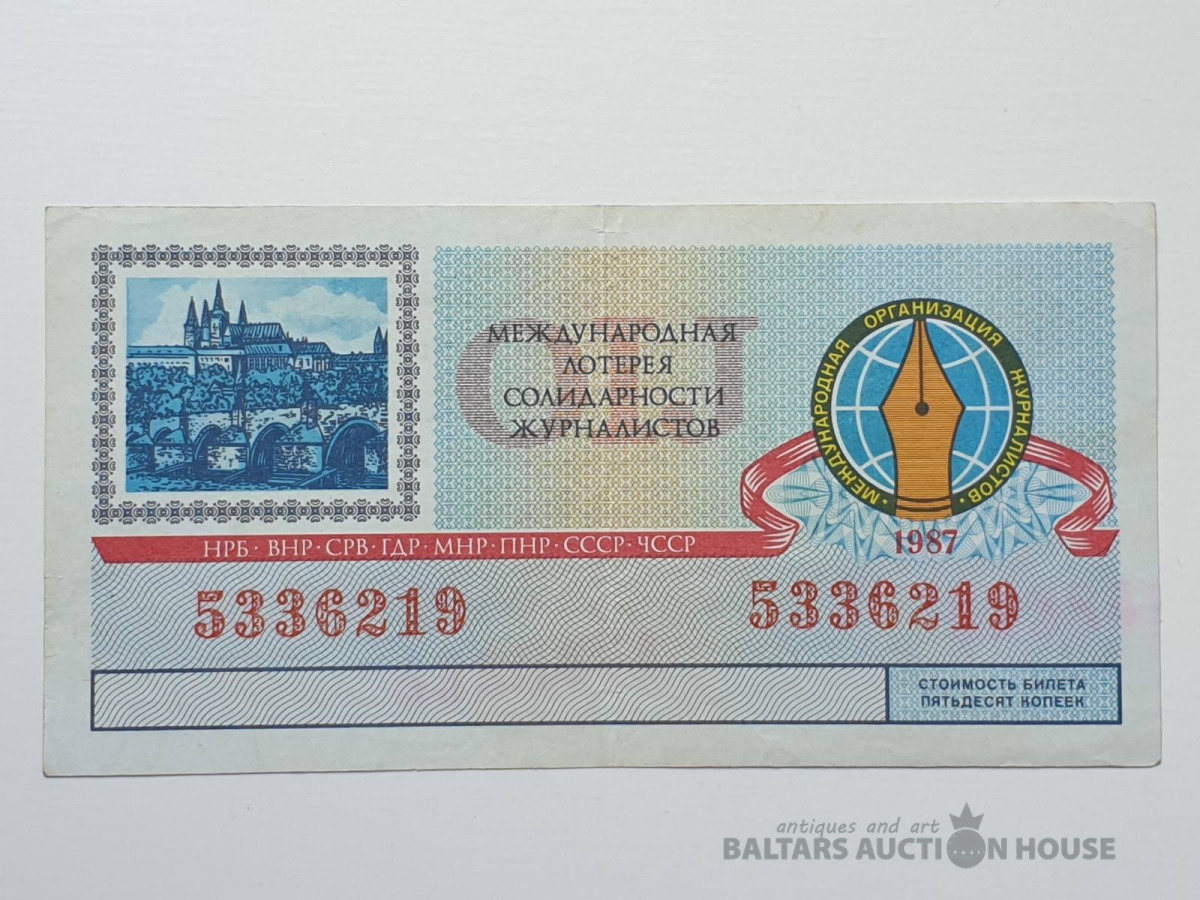 OIJ
МЕЖДУНАРОДНАЯ
ЛОТЕРЕЯ
СОЛИДАРНОСТИ
ЖУРНАЛИСТОВ
· МЕЖДУНАРОДНАЯ ОРГАНИЗАЦИЯ ЖУРНАЛИСТОВ ·
1987
НРБ · ВНР · СРВ · ГДР · МНР · ПНР · СССР · ЧССР
5336219 5336219
СТОИМОСТЬ БИЛЕТА
ПЯТЬДЕСЯТ КОПЕЕК
antiques and art
BALTARS AUCTION HOUSE